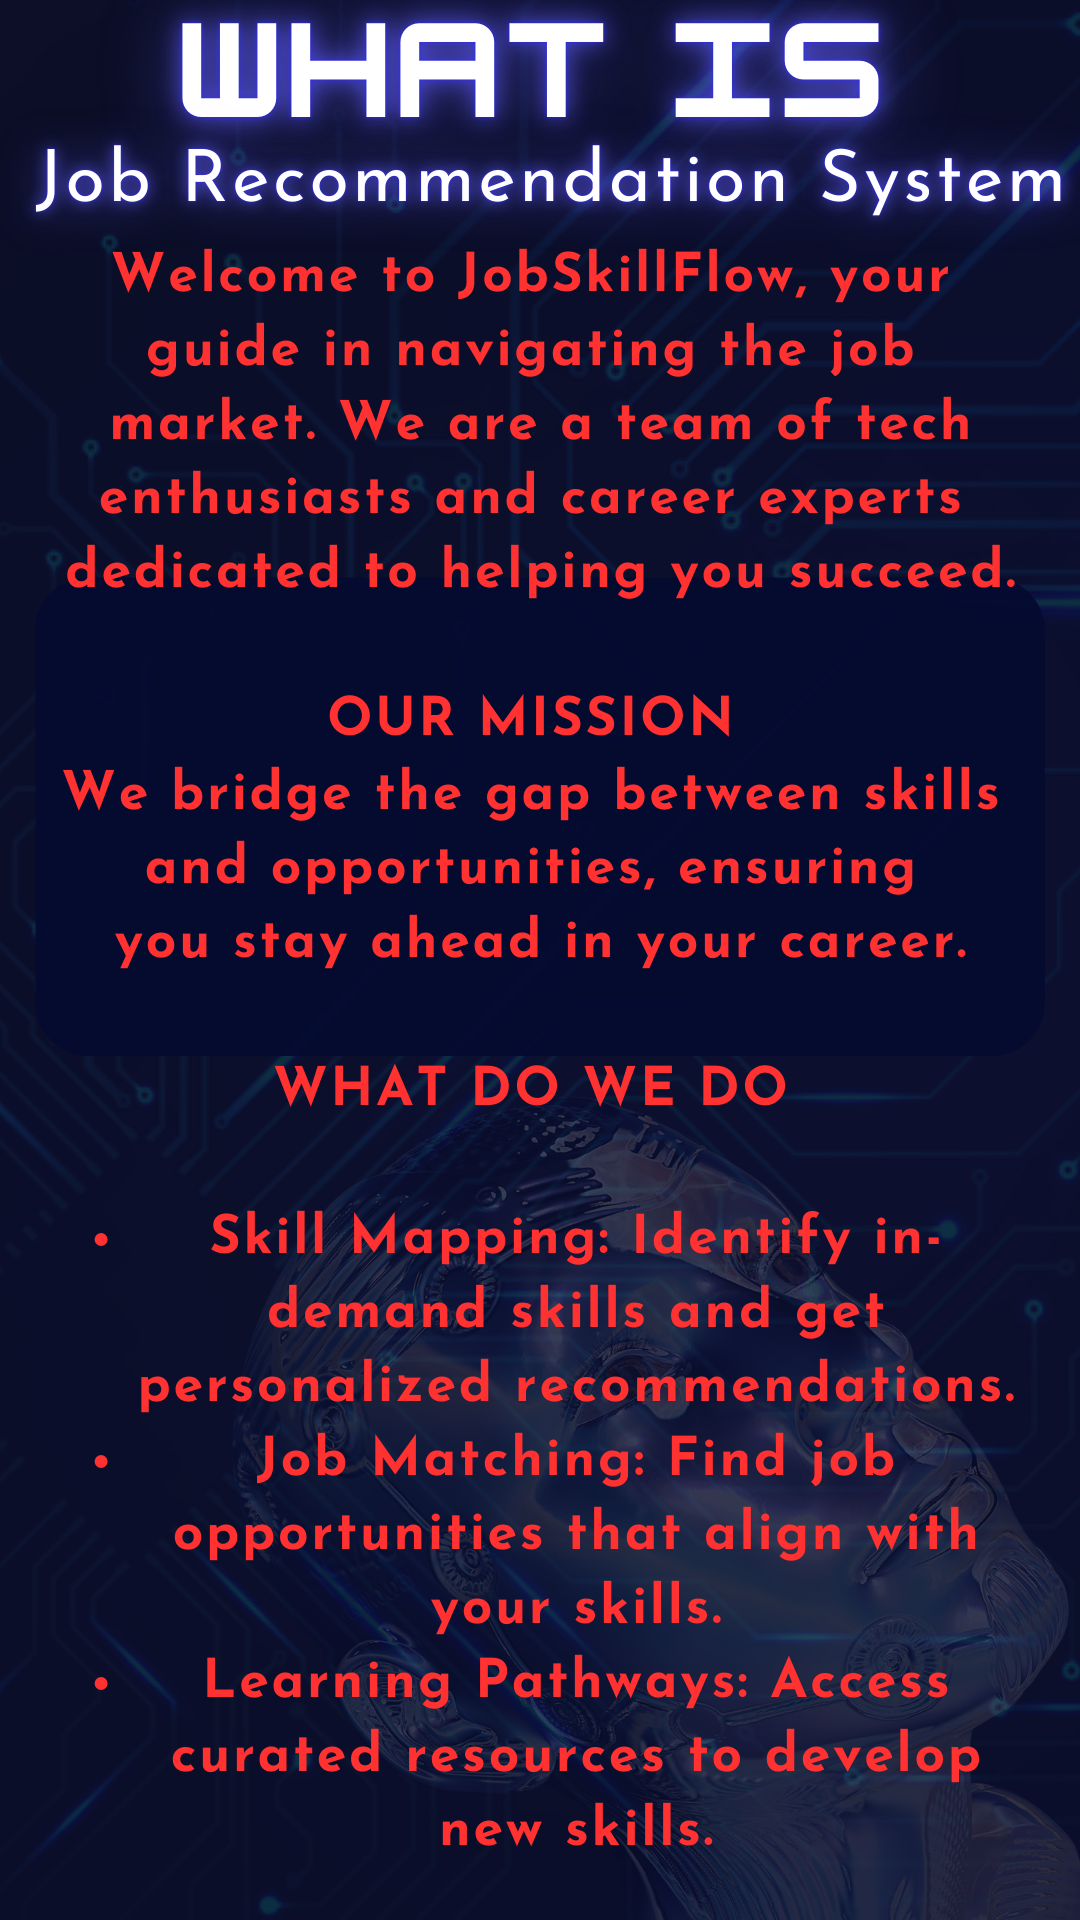 WHAT IS
Job Recommendation System
Welcome to JobSkillFlow, your
guide in navigating the job
market. We are a team of tech
enthusiasts and career experts
dedicated to helping you succeed.
OUR MISSION
We bridge the gap between skills
and opportunities, ensuring
you stay ahead in your career.
WHAT DO WE DO
• Skill Mapping: Identify in-
demand skills and get
personalized recommendations.
• Job Matching: Find job
opportunities that align with
your skills.
• Learning Pathways: Access
curated resources to develop
new skills.